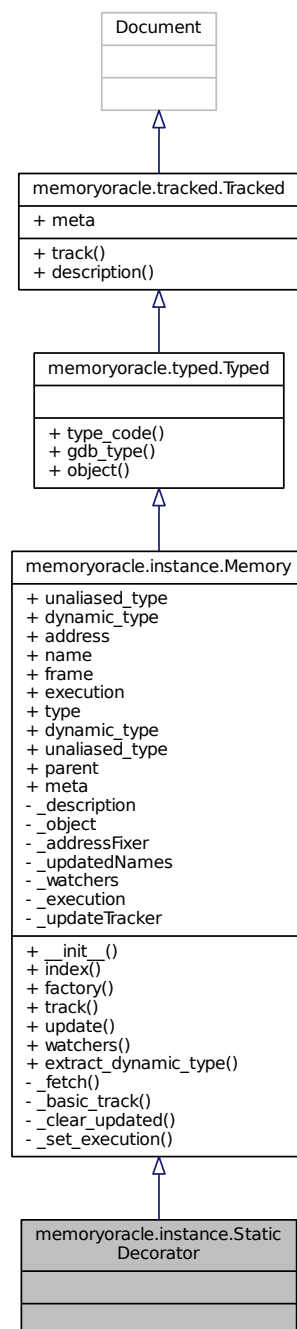 Document
memoryoracle.tracked.Tracked
+ meta
+ track()
+ description()
memoryoracle.typed.Typed
+ type_code()
+ gdb_type()
+ object()
memoryoracle.instance.Memory
+ unaliased_type
+ dynamic_type
+ address
+ name
+ frame
+ execution
+ type
+ dynamic_type
+ unaliased_type
+ parent
+ meta
- _description
- _object
- _addressFixer
- _updatedNames
- _watchers
- _execution
- _updateTracker
+ __init__()
+ index()
+ factory()
+ track()
+ update()
+ watchers()
+ extract_dynamic_type()
- _fetch()
- _basic_track()
- _clear_updated()
- _set_execution()
memoryoracle.instance.Static
Decorator